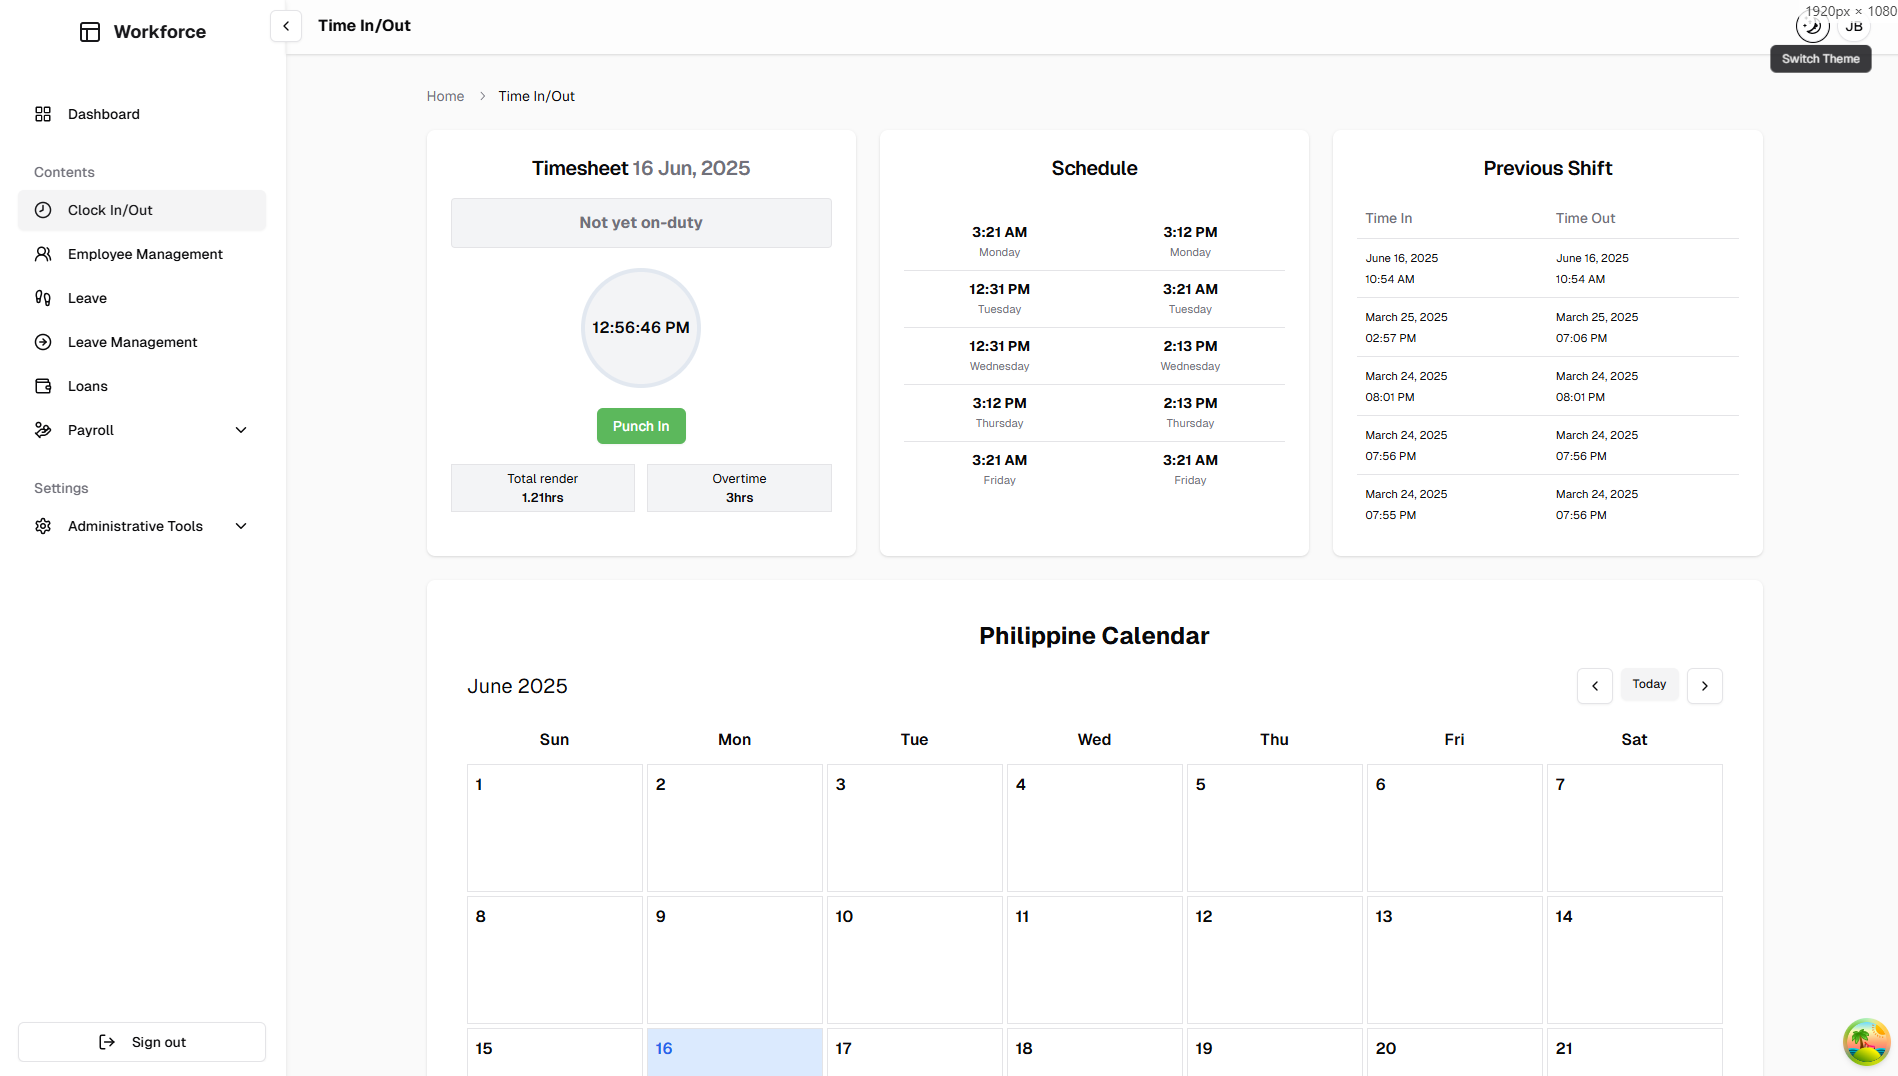 Workforce
Time In/Out
1920px × 1080
JB
Switch Theme
Dashboard
Contents
Clock In/Out
Employee Management
Leave
Leave Management
Loans
Payroll
Settings
Administrative Tools
Sign out
Home > Time In/Out
Timesheet 16 Jun, 2025
Not yet on-duty
12:56:46 PM
Punch In
Total render
1.21hrs
Overtime
3hrs
Schedule
3:21 AM 3:12 PM
Monday Monday
12:31 PM 3:21 AM
Tuesday Tuesday
12:31 PM 2:13 PM
Wednesday Wednesday
3:12 PM 2:13 PM
Thursday Thursday
3:21 AM 3:21 AM
Friday Friday
Previous Shift
Time In Time Out
June 16, 2025 June 16, 2025
10:54 AM 10:54 AM
March 25, 2025 March 25, 2025
02:57 PM 07:06 PM
March 24, 2025 March 24, 2025
08:01 PM 08:01 PM
March 24, 2025 March 24, 2025
07:56 PM 07:56 PM
March 24, 2025 March 24, 2025
07:55 PM 07:56 PM
Philippine Calendar
June 2025
Today
Sun Mon Tue Wed Thu Fri Sat
1 2 3 4 5 6 7
8 9 10 11 12 13 14
15 16 17 18 19 20 21